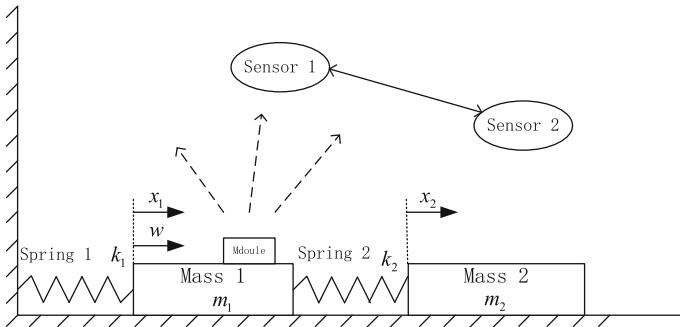 Sensor 1
Sensor 2
x₁
x₂
w
Spring 1
k₁
Mdoule
Spring 2
k₂
Mass 1
m₁
Mass 2
m₂